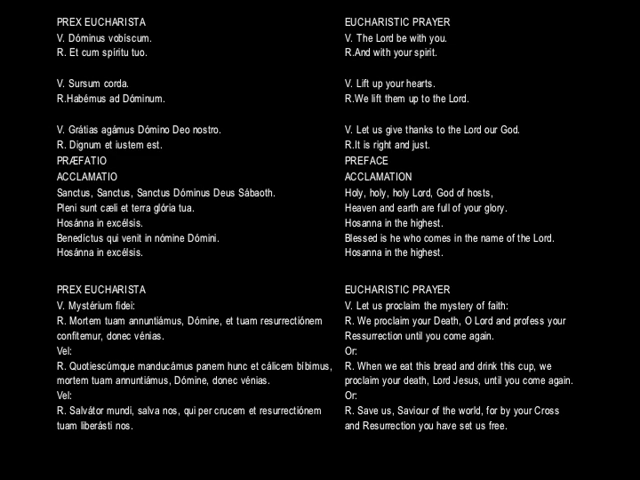 PREX EUCHARISTA
V. Dóminus vobíscum.
R. Et cum spíritu tuo.
V. Sursum corda.
R.Habémus ad Dóminum.
V. Grátias agámus Dómino Deo nostro.
R. Dignum et iustem est.
PRÆFATIO
ACCLAMATIO
Sanctus, Sanctus, Sanctus Dóminus Deus Sábaoth.
Pleni sunt cæli et terra glória tua.
Hosánna in excélsis.
Benedíctus qui venit in nómine Dómini.
Hosánna in excélsis.
PREX EUCHARISTA
V. Mystérium fidei:
R. Mortem tuam annuntiámus, Dómine, et tuam resurrectiónem
confitemur, donec vénias.
Vel:
R. Quotiescúmque manducámus panem hunc et cálicem bíbimus,
mortem tuam annuntiámus, Dómine, donec vénias.
Vel:
R. Salvátor mundi, salva nos, qui per crucem et resurrectiónem
tuam liberásti nos.
EUCHARISTIC PRAYER
V. The Lord be with you.
R.And with your spirit.
V. Lift up your hearts.
R.We lift them up to the Lord.
V. Let us give thanks to the Lord our God.
R.It is right and just.
PREFACE
ACCLAMATION
Holy, holy, holy Lord, God of hosts,
Heaven and earth are full of your glory.
Hosanna in the highest.
Blessed is he who comes in the name of the Lord.
Hosanna in the highest.
EUCHARISTIC PRAYER
V. Let us proclaim the mystery of faith:
R. We proclaim your Death, O Lord and profess your
Ressurrection until you come again.
Or:
R. When we eat this bread and drink this cup, we
proclaim your death, Lord Jesus, until you come again.
Or:
R. Save us, Saviour of the world, for by your Cross
and Resurrection you have set us free.